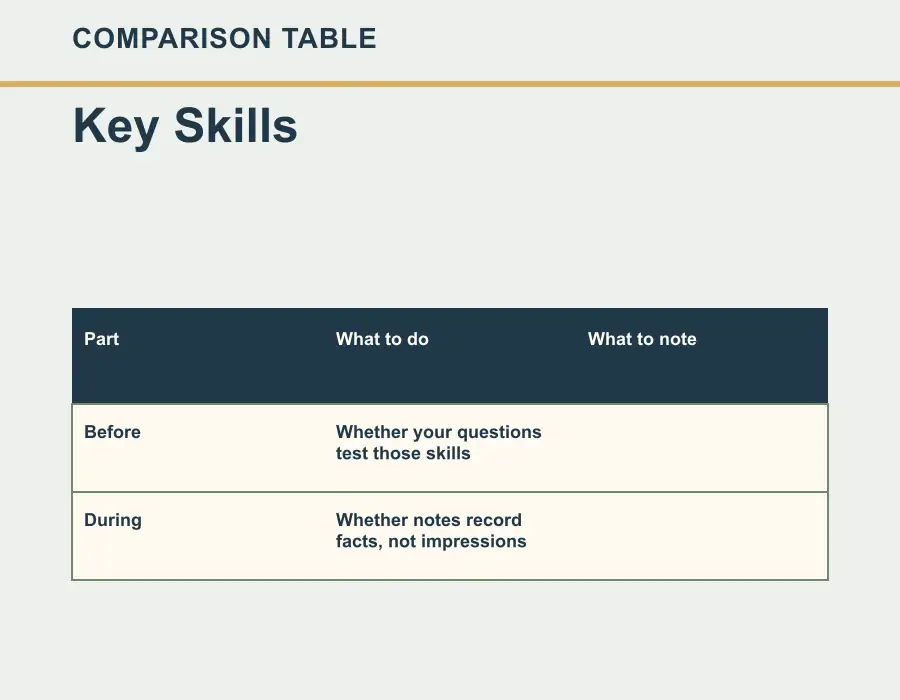 COMPARISON TABLE
Key Skills
Part What to do What to note
Before Whether your questions
test those skills
During Whether notes record
facts, not impressions